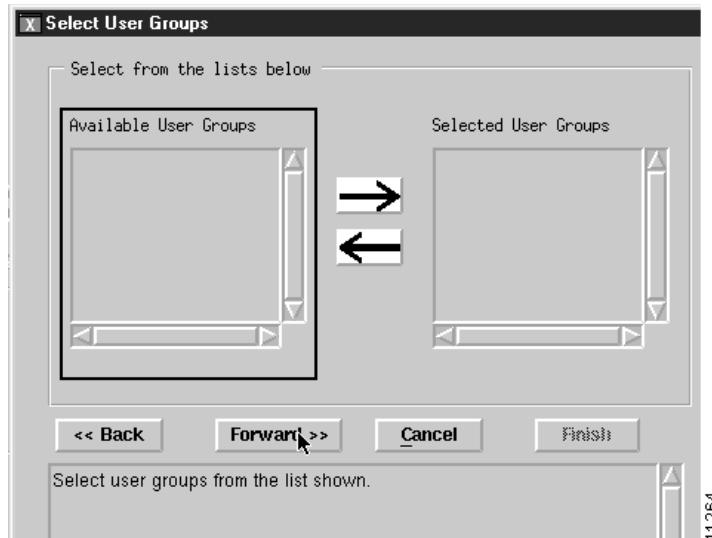 X Select User Groups
Select from the lists below
Available User Groups
Selected User Groups
<< Back
Forward >>
Cancel
Finish
Select user groups from the list shown.
11264